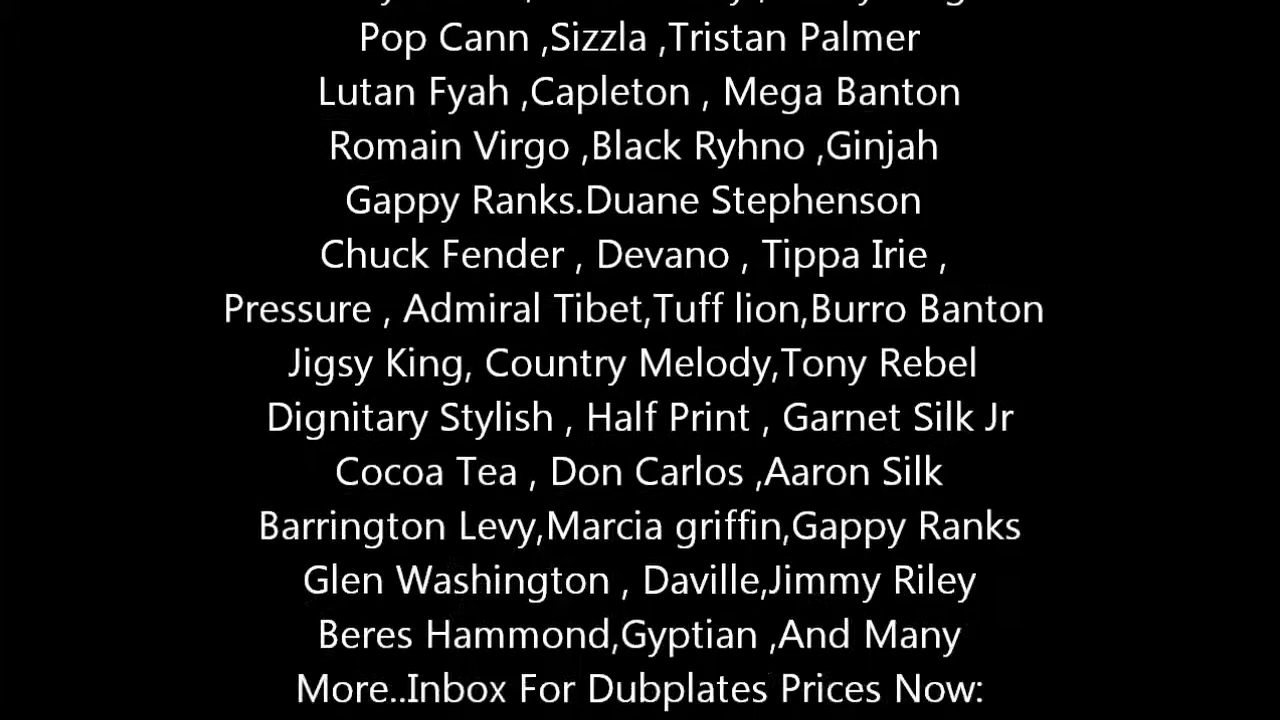 Pop Cann ,Sizzla ,Tristan Palmer
Lutan Fyah ,Capleton , Mega Banton
Romain Virgo ,Black Ryhno ,Ginjah
Gappy Ranks.Duane Stephenson
Chuck Fender , Devano , Tippa Irie ,
Pressure , Admiral Tibet,Tuff lion,Burro Banton
Jigsy King, Country Melody,Tony Rebel
Dignitary Stylish , Half Print , Garnet Silk Jr
Cocoa Tea , Don Carlos ,Aaron Silk
Barrington Levy,Marcia griffin,Gappy Ranks
Glen Washington , Daville,Jimmy Riley
Beres Hammond,Gyptian ,And Many
More..Inbox For Dubplates Prices Now: